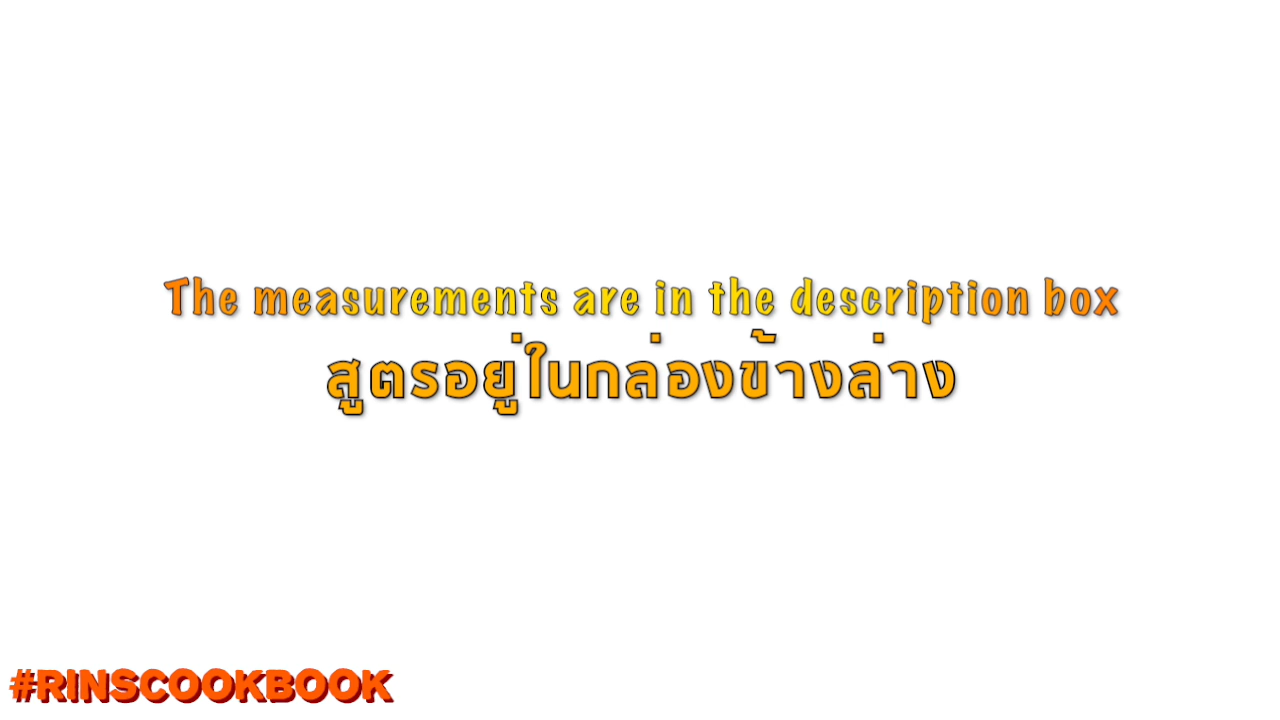 The measurements are in the description box
สูตรอยู่ในกล่องข้างล่าง
#RINSCOOKBOOK